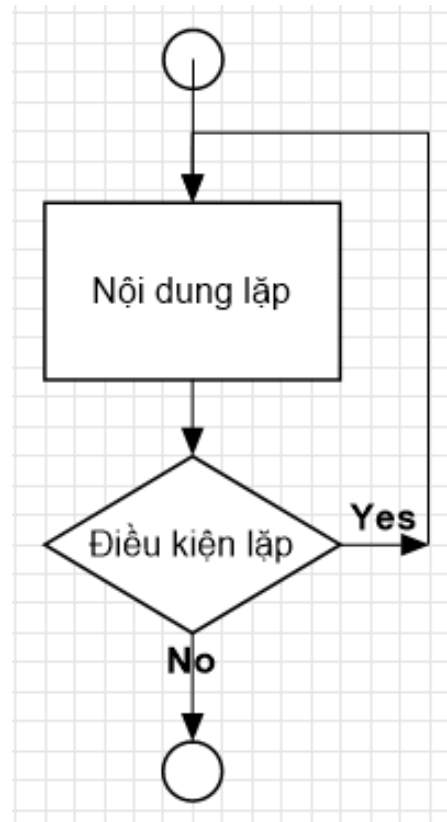 Nội dung lặp
Yes
Điều kiện lặp
No